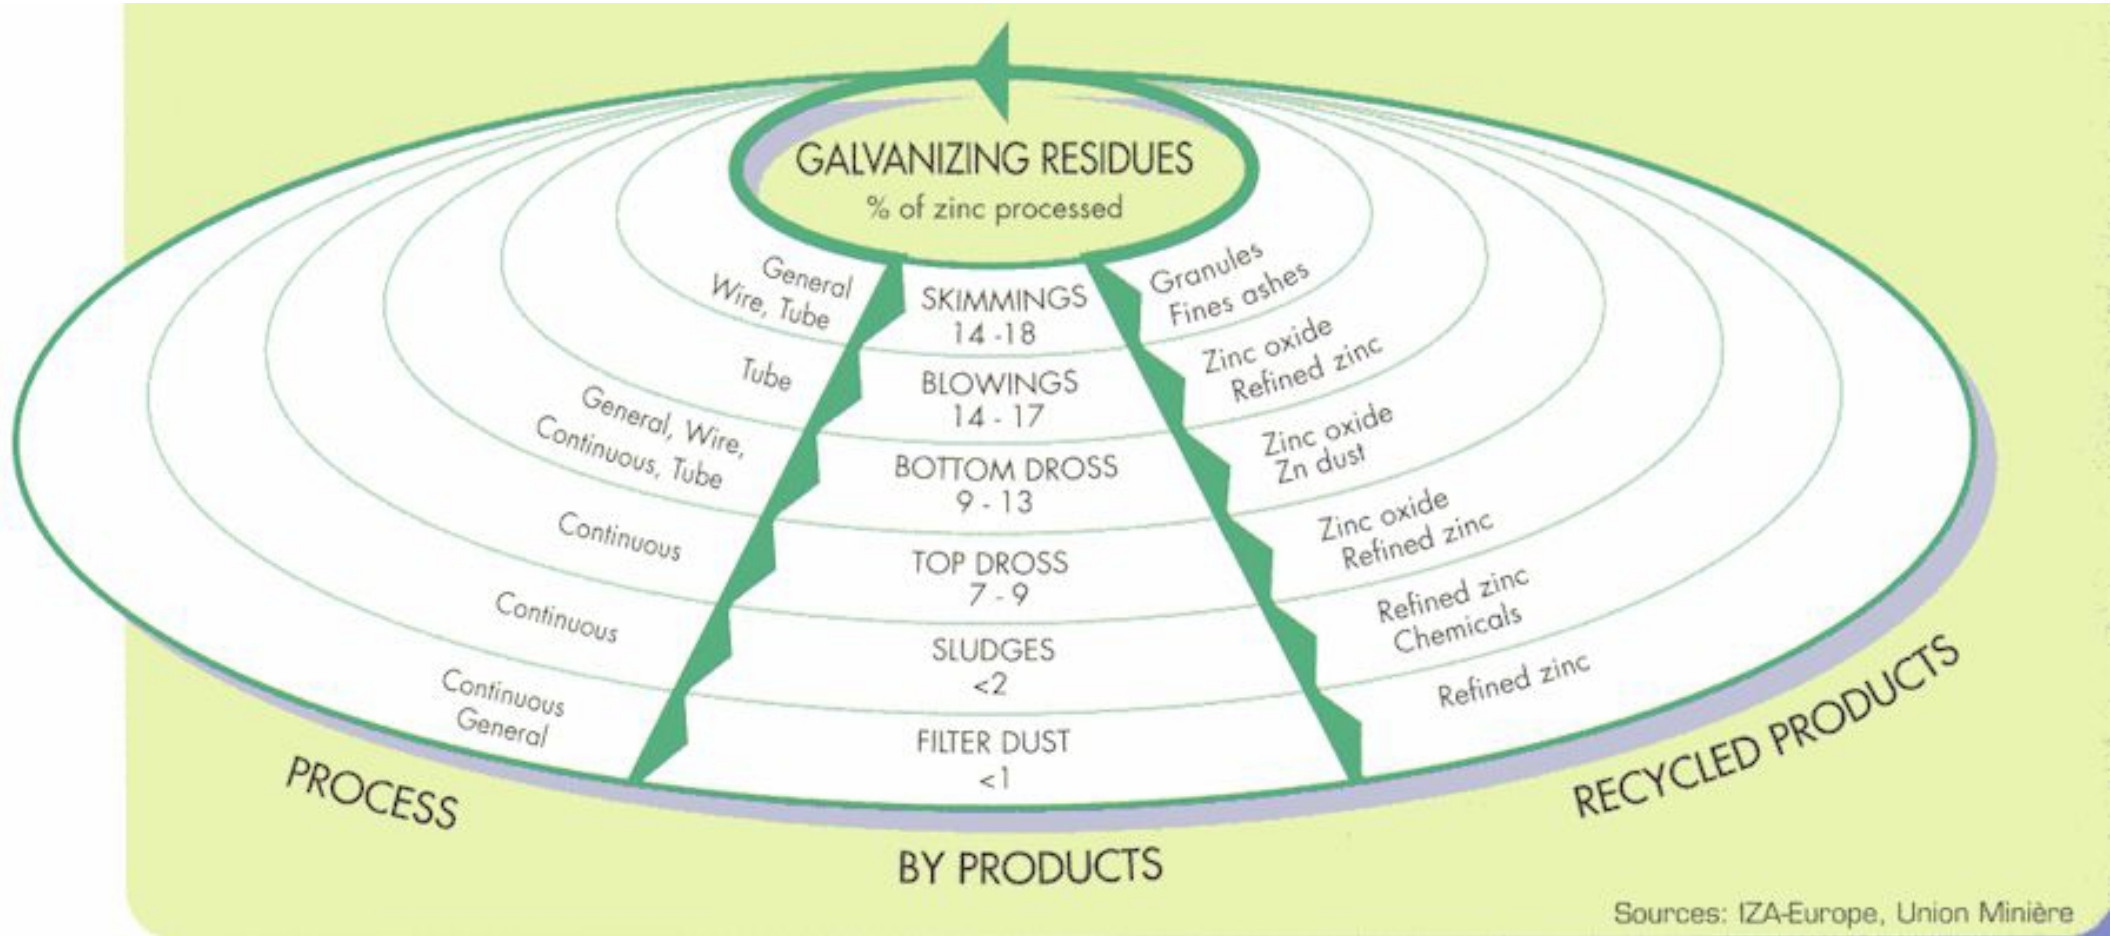 GALVANIZING RESIDUES
% of zinc processed
General
Wire, Tube
SKIMMINGS
14 -18
Granules
Fines ashes
Tube
BLOWINGS
14 - 17
Zinc oxide
Refined zinc
General, Wire,
Continuous, Tube
BOTTOM DROSS
9 - 13
Zinc oxide
Zn dust
Continuous
TOP DROSS
7 - 9
Zinc oxide
Refined zinc
Continuous
SLUDGES
<2
Refined zinc
Chemicals
Continuous
General
FILTER DUST
<1
Refined zinc
PROCESS
BY PRODUCTS
RECYCLED PRODUCTS
Sources: IZA-Europe, Union Minière